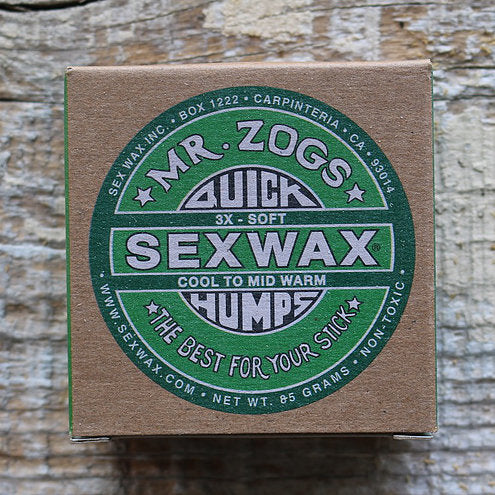 SEX WAX INC. • BOX 1222 • CARPINTERIA • CA • 93014
MR. ZOGS
QUICK
3X - SOFT
SEXWAX®
COOL TO MID WARM
HUMPS
THE BEST FOR YOUR STICK
• WWW.SEXWAX.COM • NET WT. 85 GRAMS • NON-TOXIC •